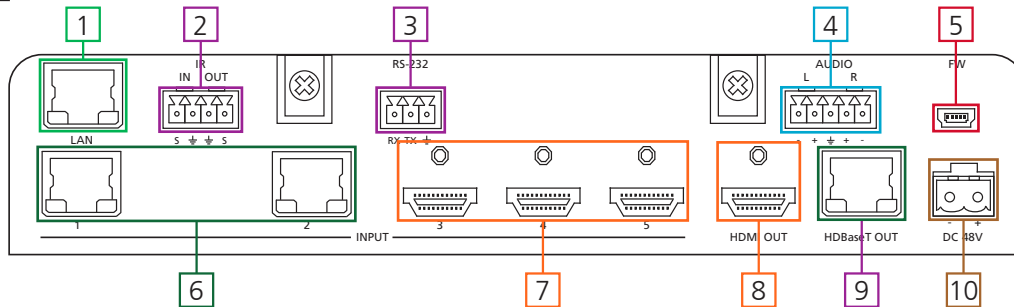 1 2 3 4 5
IR RS-232 AUDIO FW
IN OUT L R
LAN S ⏚ ⏚ S RX TX ⏚ - + ⏚ + -
1 2 3 4 5 - +
INPUT HDMI OUT HDBaseT OUT DC 48V
6 7 8 9 10